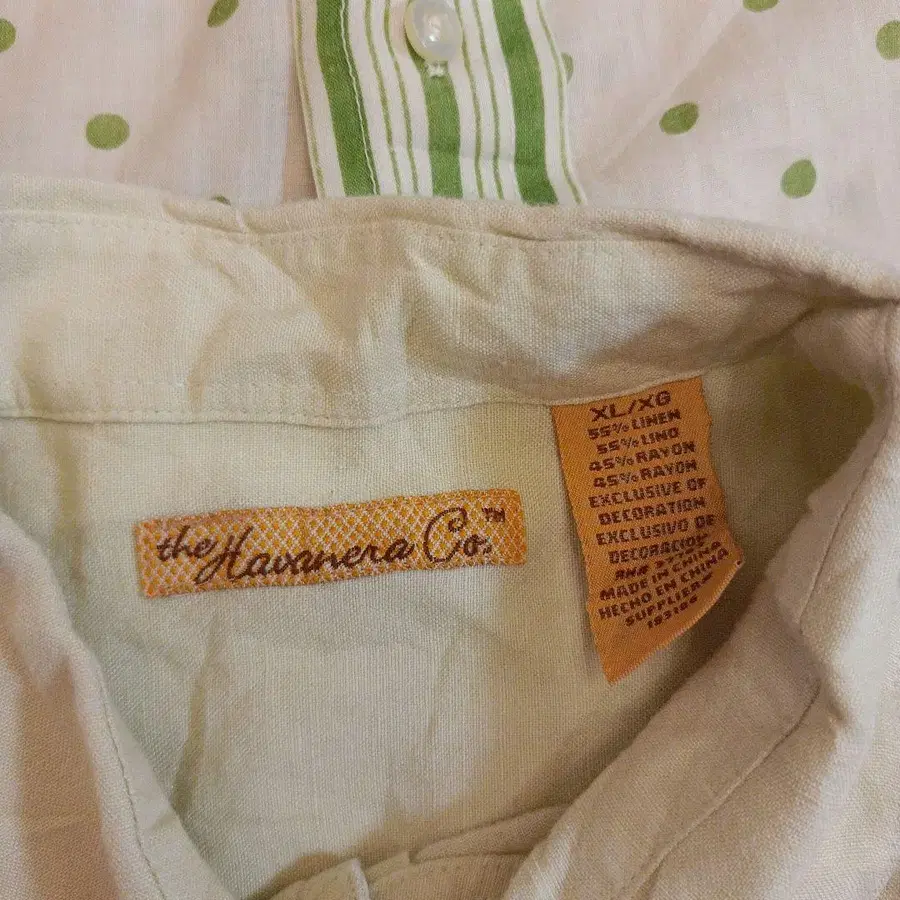 the Havanera Co.™
XL/XG
55% LINEN
55% LINO
45% RAYON
45% RAYON
EXCLUSIVE OF
DECORATION
EXCLUSIVO DE
DECORACION
MADE IN CHINA
HECHO EN CHINA
SUPPLIER#